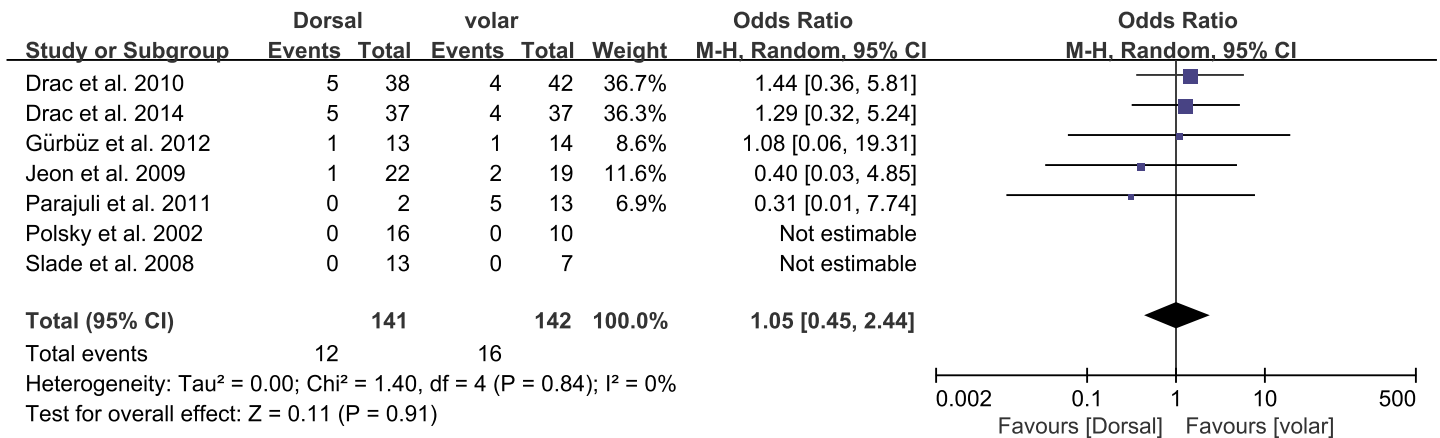 Dorsal volar Odds Ratio Odds Ratio
Study or Subgroup Events Total Events Total Weight M-H, Random, 95% CI M-H, Random, 95% CI
Drac et al. 2010 5 38 4 42 36.7% 1.44 [0.36, 5.81]
Drac et al. 2014 5 37 4 37 36.3% 1.29 [0.32, 5.24]
Gürbüz et al. 2012 1 13 1 14 8.6% 1.08 [0.06, 19.31]
Jeon et al. 2009 1 22 2 19 11.6% 0.40 [0.03, 4.85]
Parajuli et al. 2011 0 2 5 13 6.9% 0.31 [0.01, 7.74]
Polsky et al. 2002 0 16 0 10 Not estimable
Slade et al. 2008 0 13 0 7 Not estimable
Total (95% CI) 141 142 100.0% 1.05 [0.45, 2.44]
Total events 12 16
Heterogeneity: Tau² = 0.00; Chi² = 1.40, df = 4 (P = 0.84); I² = 0%
Test for overall effect: Z = 0.11 (P = 0.91)
0.002 0.1 1 10 500
Favours [Dorsal] Favours [volar]